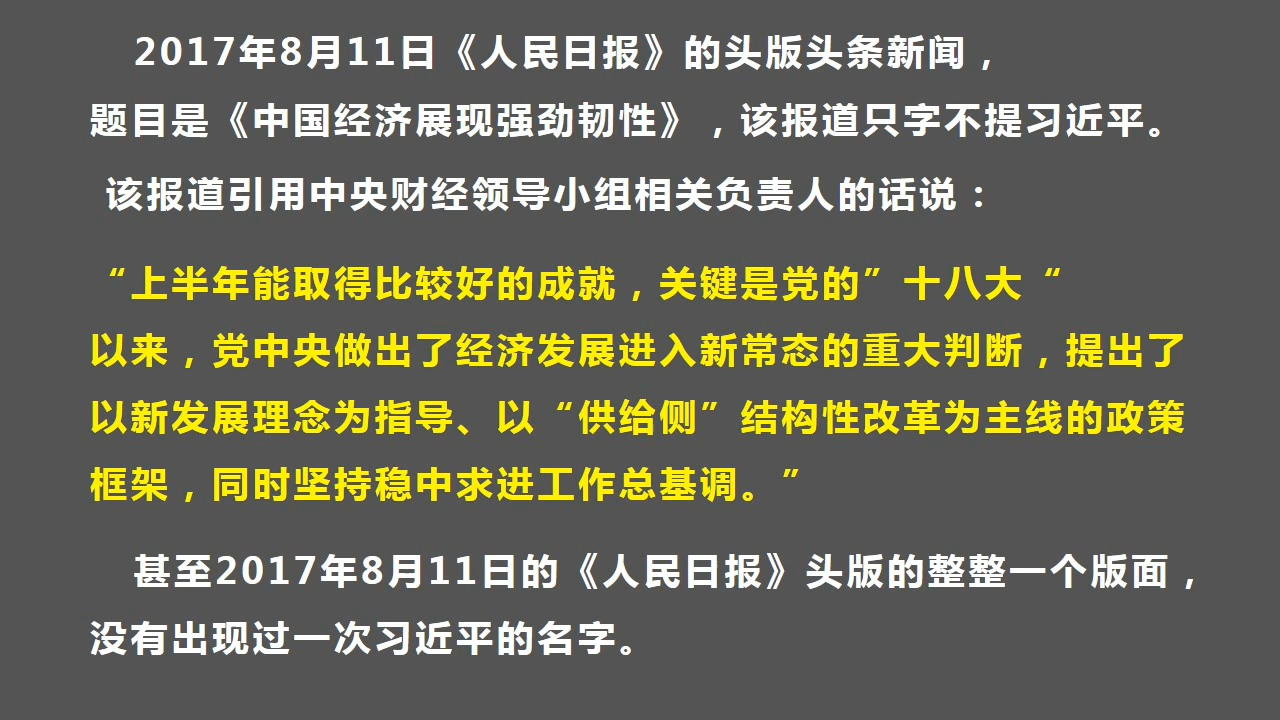 2017年8月11日《人民日报》的头版头条新闻，
题目是《中国经济展现强劲韧性》，该报道只字不提习近平。
该报道引用中央财经领导小组相关负责人的话说：
“上半年能取得比较好的成就，关键是党的”十八大“
以来，党中央做出了经济发展进入新常态的重大判断，提出了
以新发展理念为指导、以“供给侧”结构性改革为主线的政策
框架，同时坚持稳中求进工作总基调。”
甚至2017年8月11日的《人民日报》头版的整整一个版面，
没有出现过一次习近平的名字。